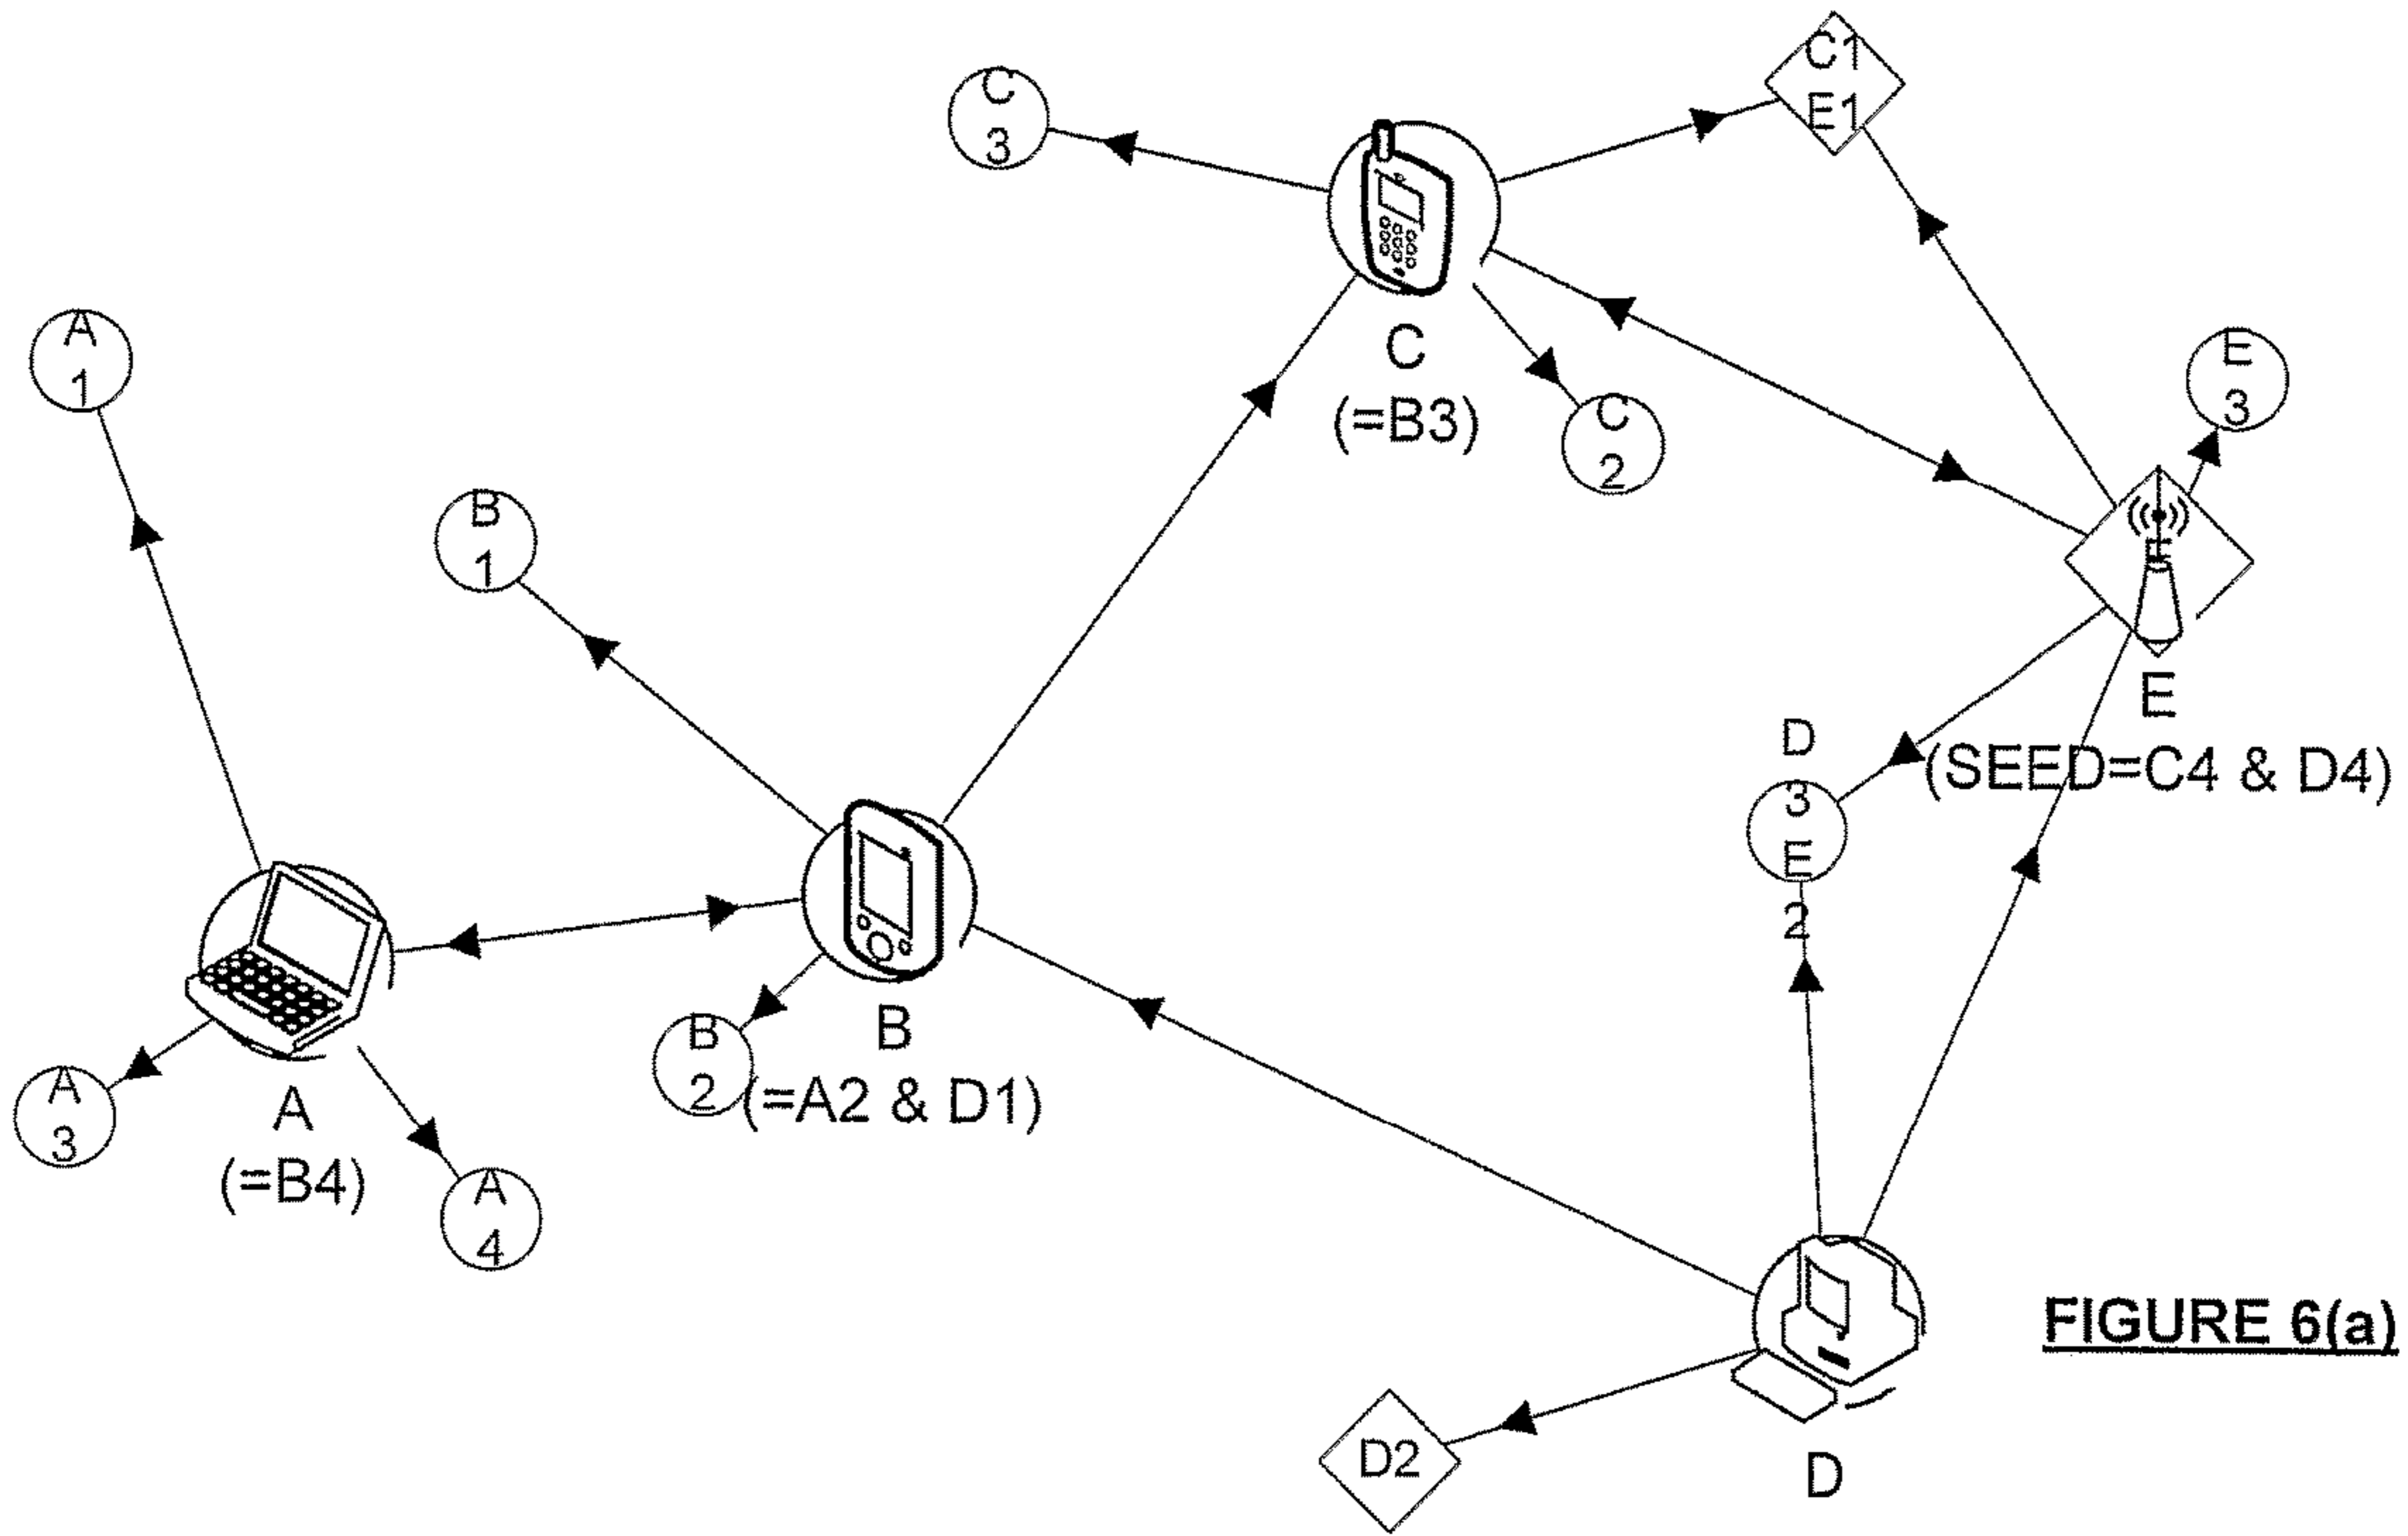 C1
E1
C
3
C
(=B3)
C
2
A
1
E
3
B
1
E
E
(SEED=C4 & D4)
D
3
E
2
B
(=A2 & D1)
B
2
A
(=B4)
A
3
A
4
D2
D
FIGURE 6(a)